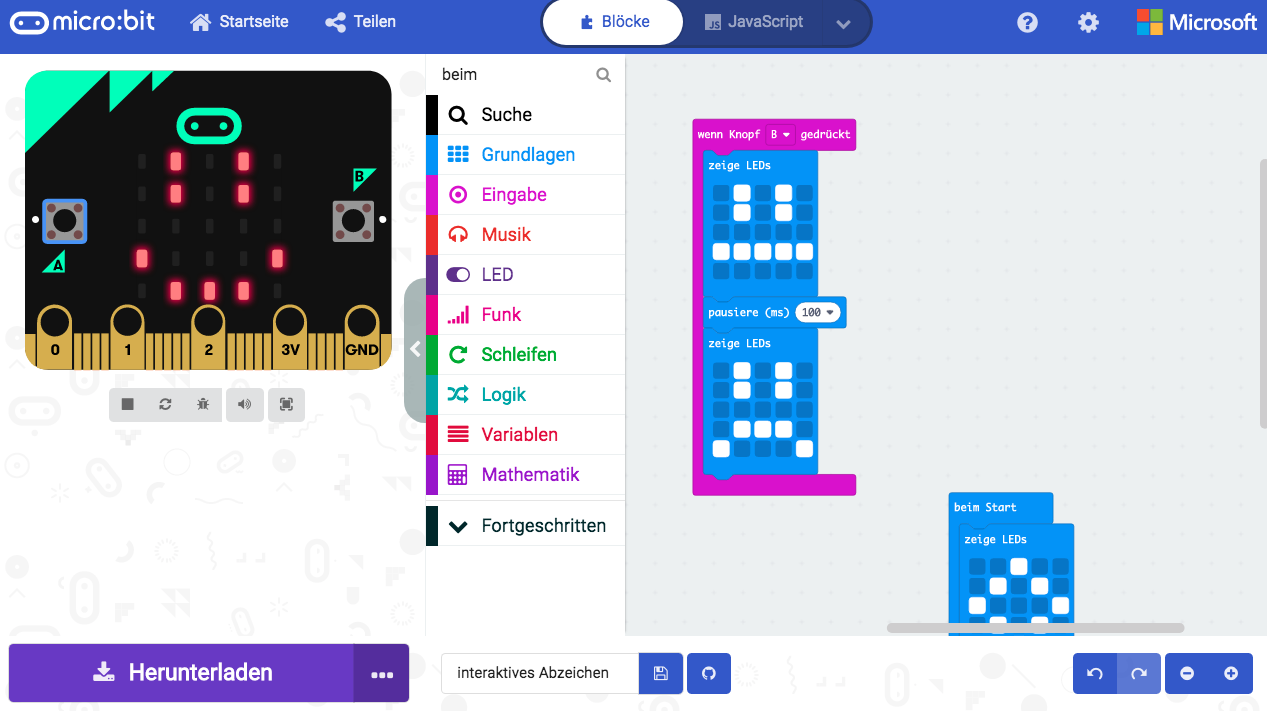 micro:bit
Startseite
Teilen
Blöcke
JS JavaScript
?
Microsoft
B
A
0 1 2 3V GND
beim
Suche
Grundlagen
Eingabe
Musik
LED
Funk
Schleifen
Logik
Variablen
Mathematik
Fortgeschritten
wenn Knopf B gedrückt
zeige LEDs
pausiere (ms) 100
zeige LEDs
beim Start
zeige LEDs
Herunterladen
...
interaktives Abzeichen